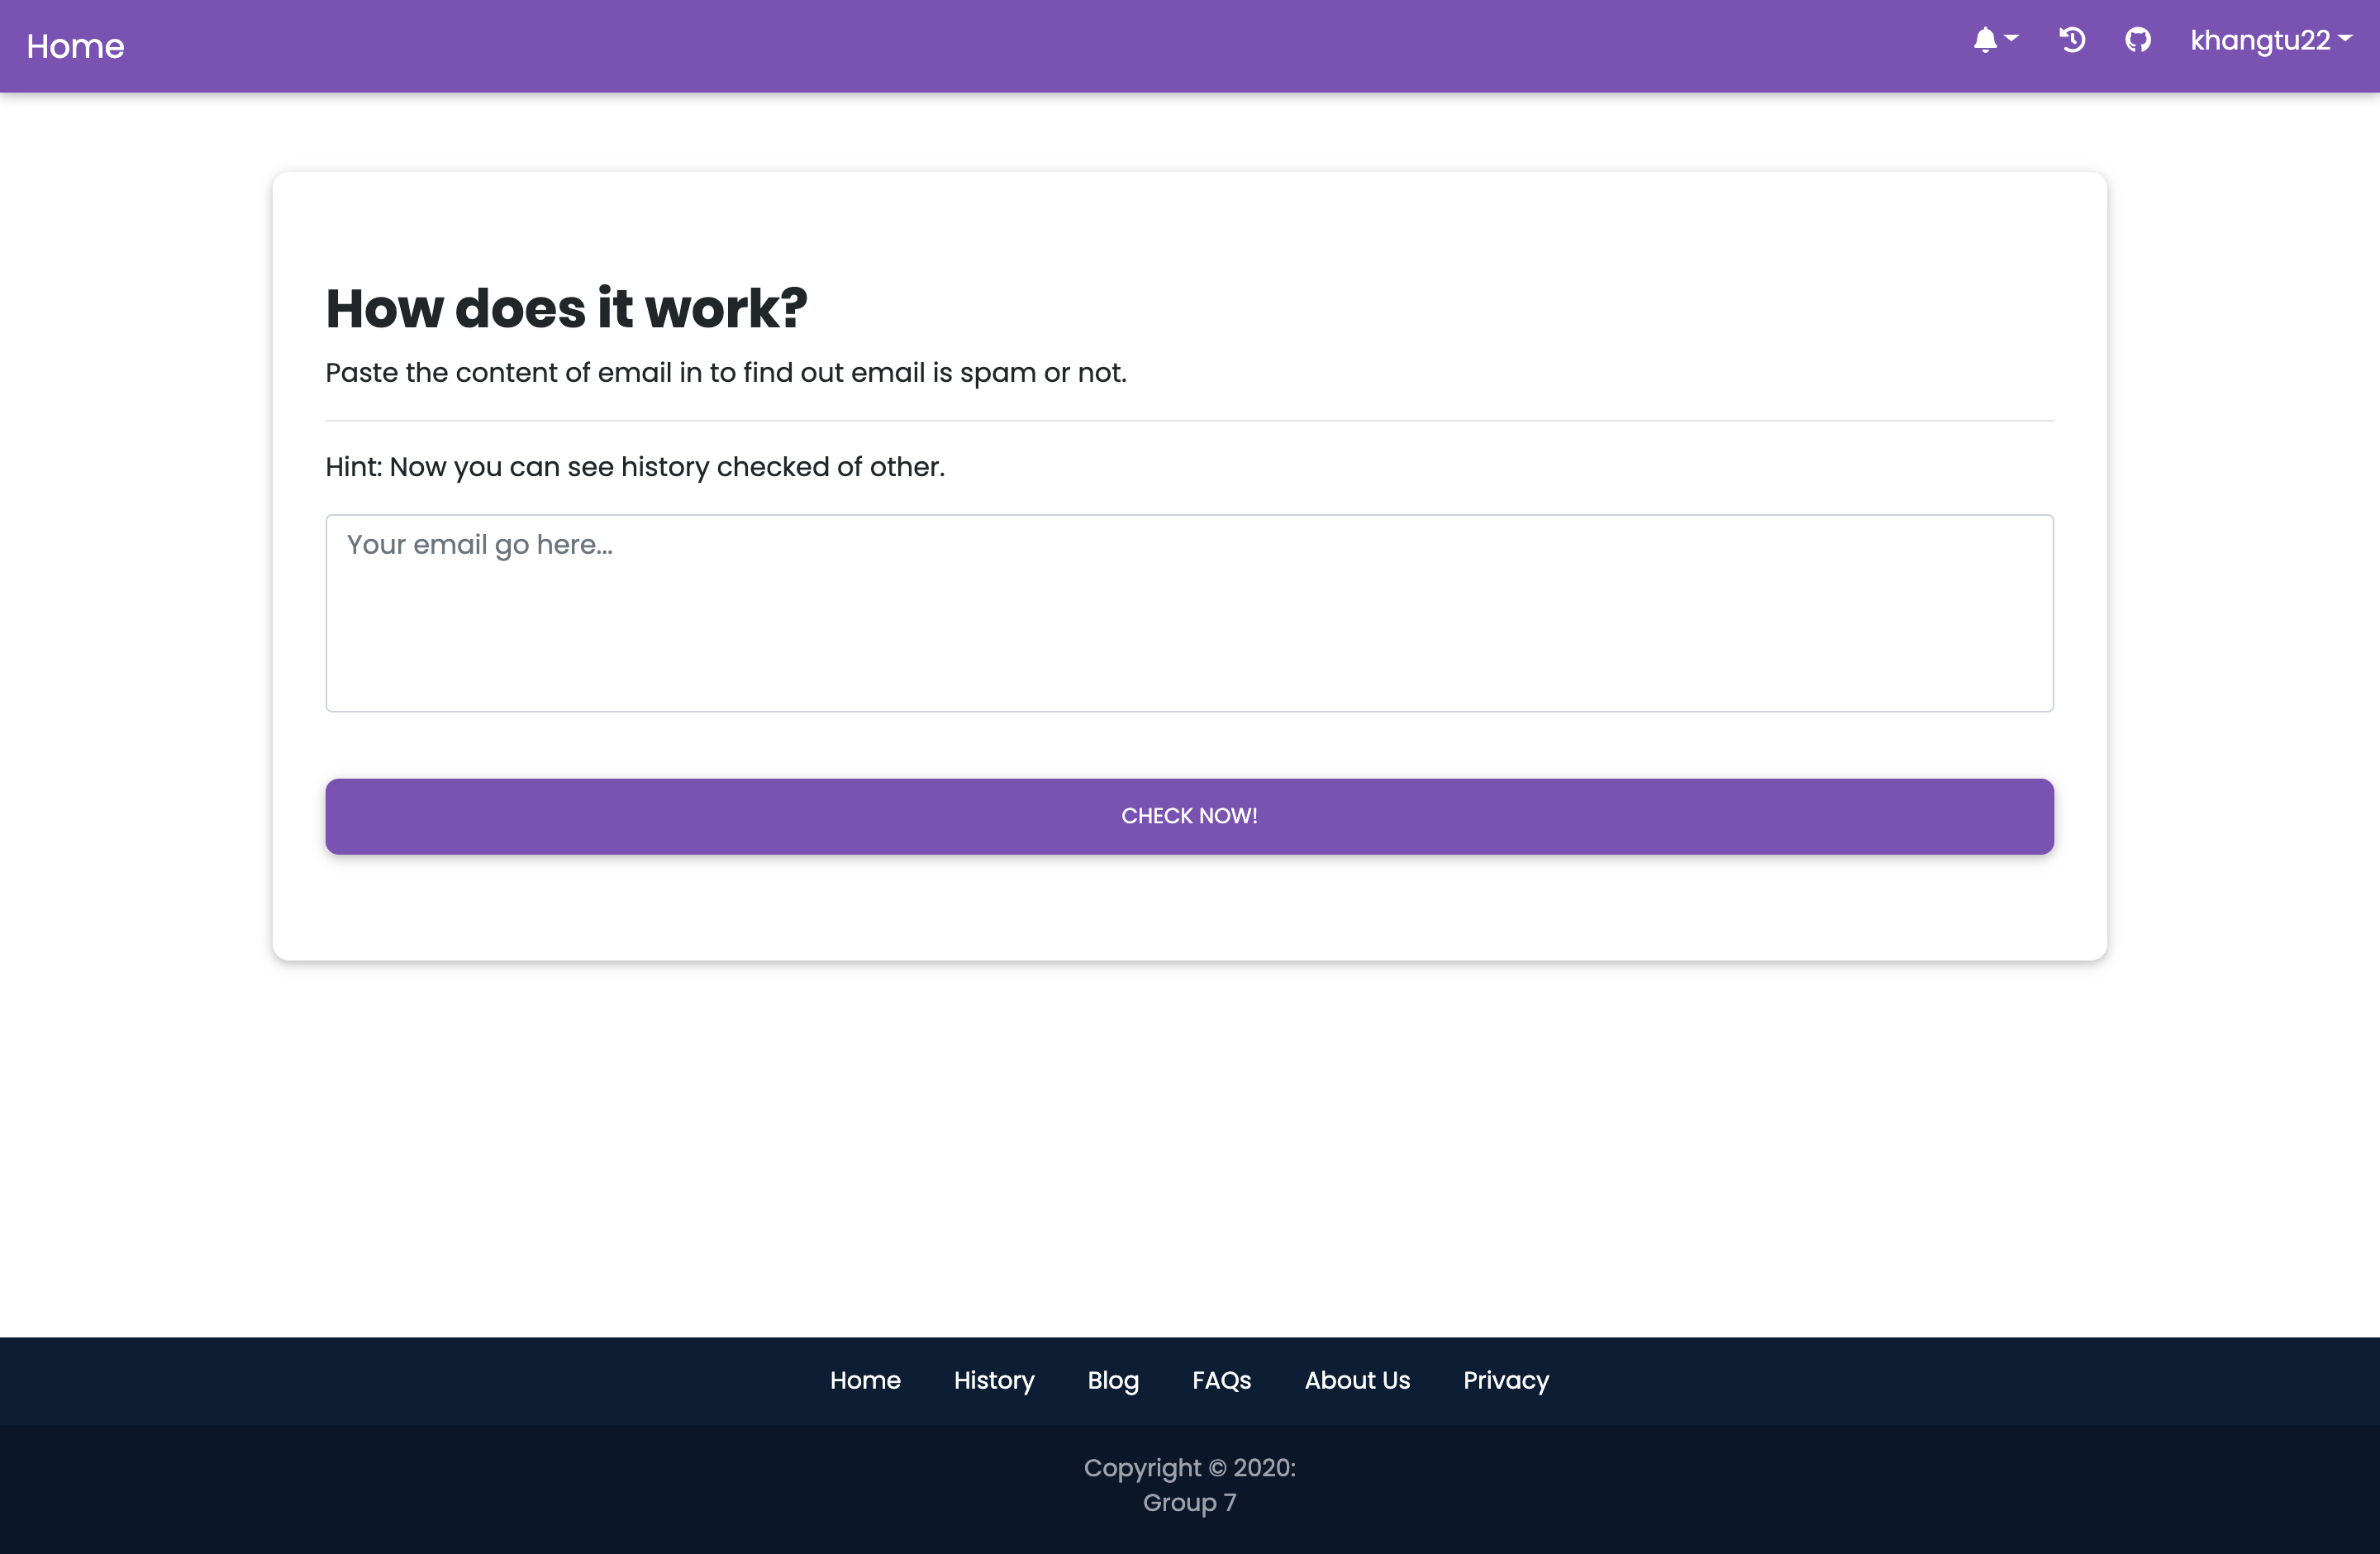 Home
khangtu22
How does it work?
Paste the content of email in to find out email is spam or not.
Hint: Now you can see history checked of other.
Your email go here...
CHECK NOW!
Home History Blog FAQs About Us Privacy
Copyright © 2020:
Group 7